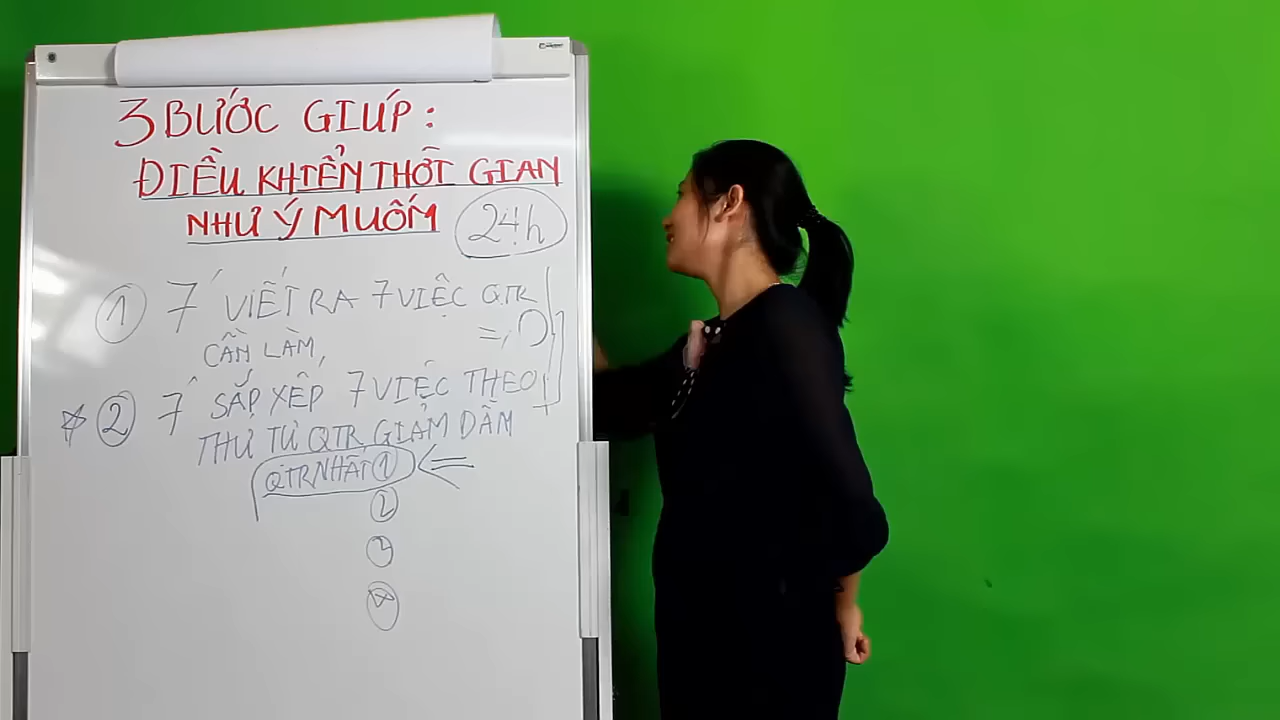 3 BƯỚC GIÚP:
ĐIỀU KHIỂN THỜI GIAN
NHƯ Ý MUỐN
24h
① 7' VIẾT RA 7 VIỆC QTR
CẦN LÀM,
② 7' SẮP XẾP 7 VIỆC THEO
THỨ TỰ QTR GIẢM DẦN
QTR NHẤT ①
②